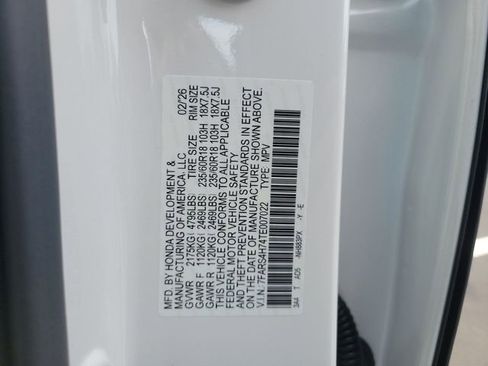 MFD. BY HONDA DEVELOPMENT & 02/26
MANUFACTURING OF AMERICA, LLC
GVWR 2175KG( 4795LBS) TIRE SIZE RIM SIZE
GAWR F 1120KG( 2469LBS) 235/60R18 103H 18X7.5J
GAWR R 1120KG( 2469LBS) 235/60R18 103H 18X7.5J
THIS VEHICLE CONFORMS TO ALL APPLICABLE
FEDERAL MOTOR VEHICLE SAFETY
AND THEFT PREVENTION STANDARDS IN EFFECT
ON THE DATE OF MANUFACTURE SHOWN ABOVE.
V.I.N.: 7FARS4H74TE007022 TYPE: MPV
3A4 T AD5 -NH883PX -Y -E